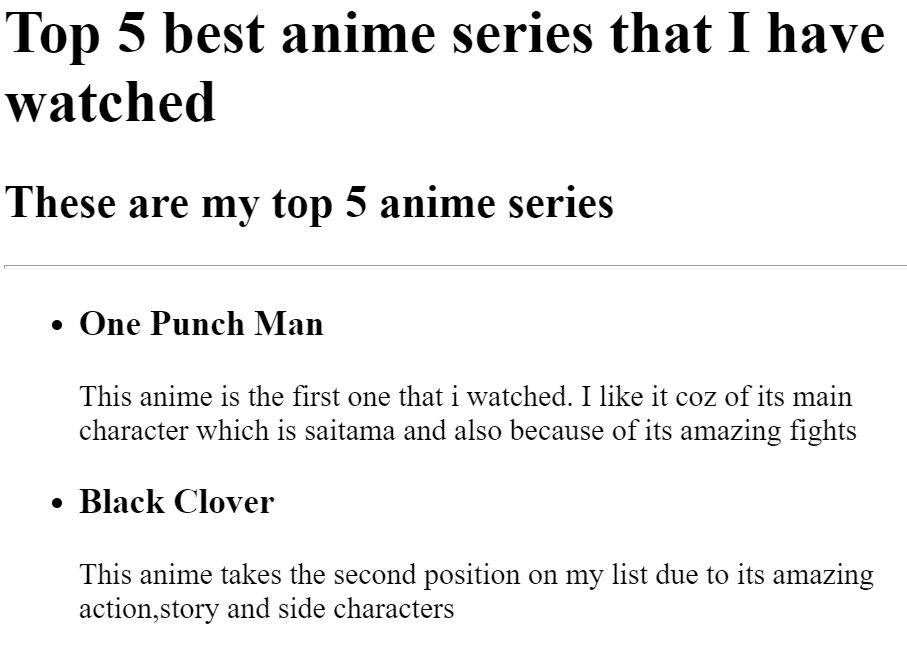 Top 5 best anime series that I have
watched
These are my top 5 anime series
One Punch Man
This anime is the first one that i watched. I like it coz of its main
character which is saitama and also because of its amazing fights
Black Clover
This anime takes the second position on my list due to its amazing
action,story and side characters